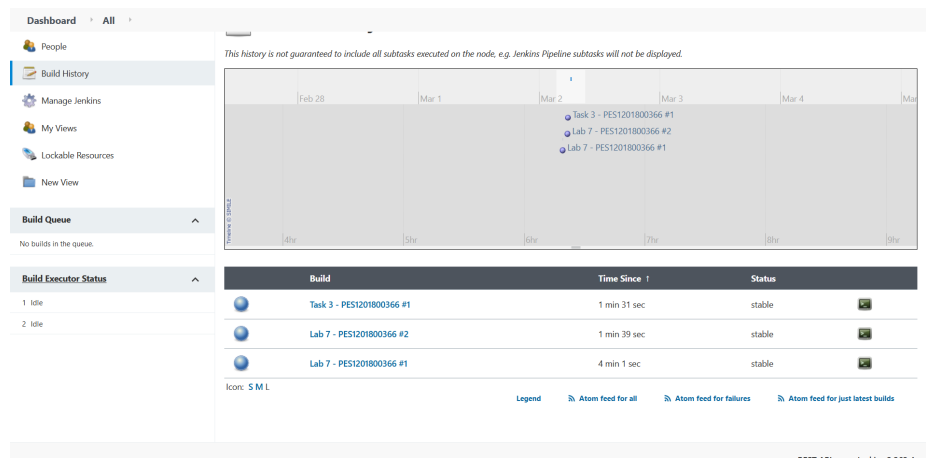 Dashboard All
People
Build History
Manage Jenkins
My Views
Lockable Resources
New View
Build Queue
No builds in the queue.
Build Executor Status
1 Idle
2 Idle
This history is not guaranteed to include all subtasks executed on the node, e.g. Jenkins Pipeline subtasks will not be displayed.
Feb 28 Mar 1 Mar 2 Mar 3 Mar 4 Mar
Task 3 - PES1201800366 #1
Lab 7 - PES1201800366 #2
Lab 7 - PES1201800366 #1
Timeline © SIMILE
4hr 5hr 6hr 7hr 8hr 9hr
Build Time Since ↑ Status
Task 3 - PES1201800366 #1 1 min 31 sec stable
Lab 7 - PES1201800366 #2 1 min 39 sec stable
Lab 7 - PES1201800366 #1 4 min 1 sec stable
Icon: S M L
Legend Atom feed for all Atom feed for failures Atom feed for just latest builds